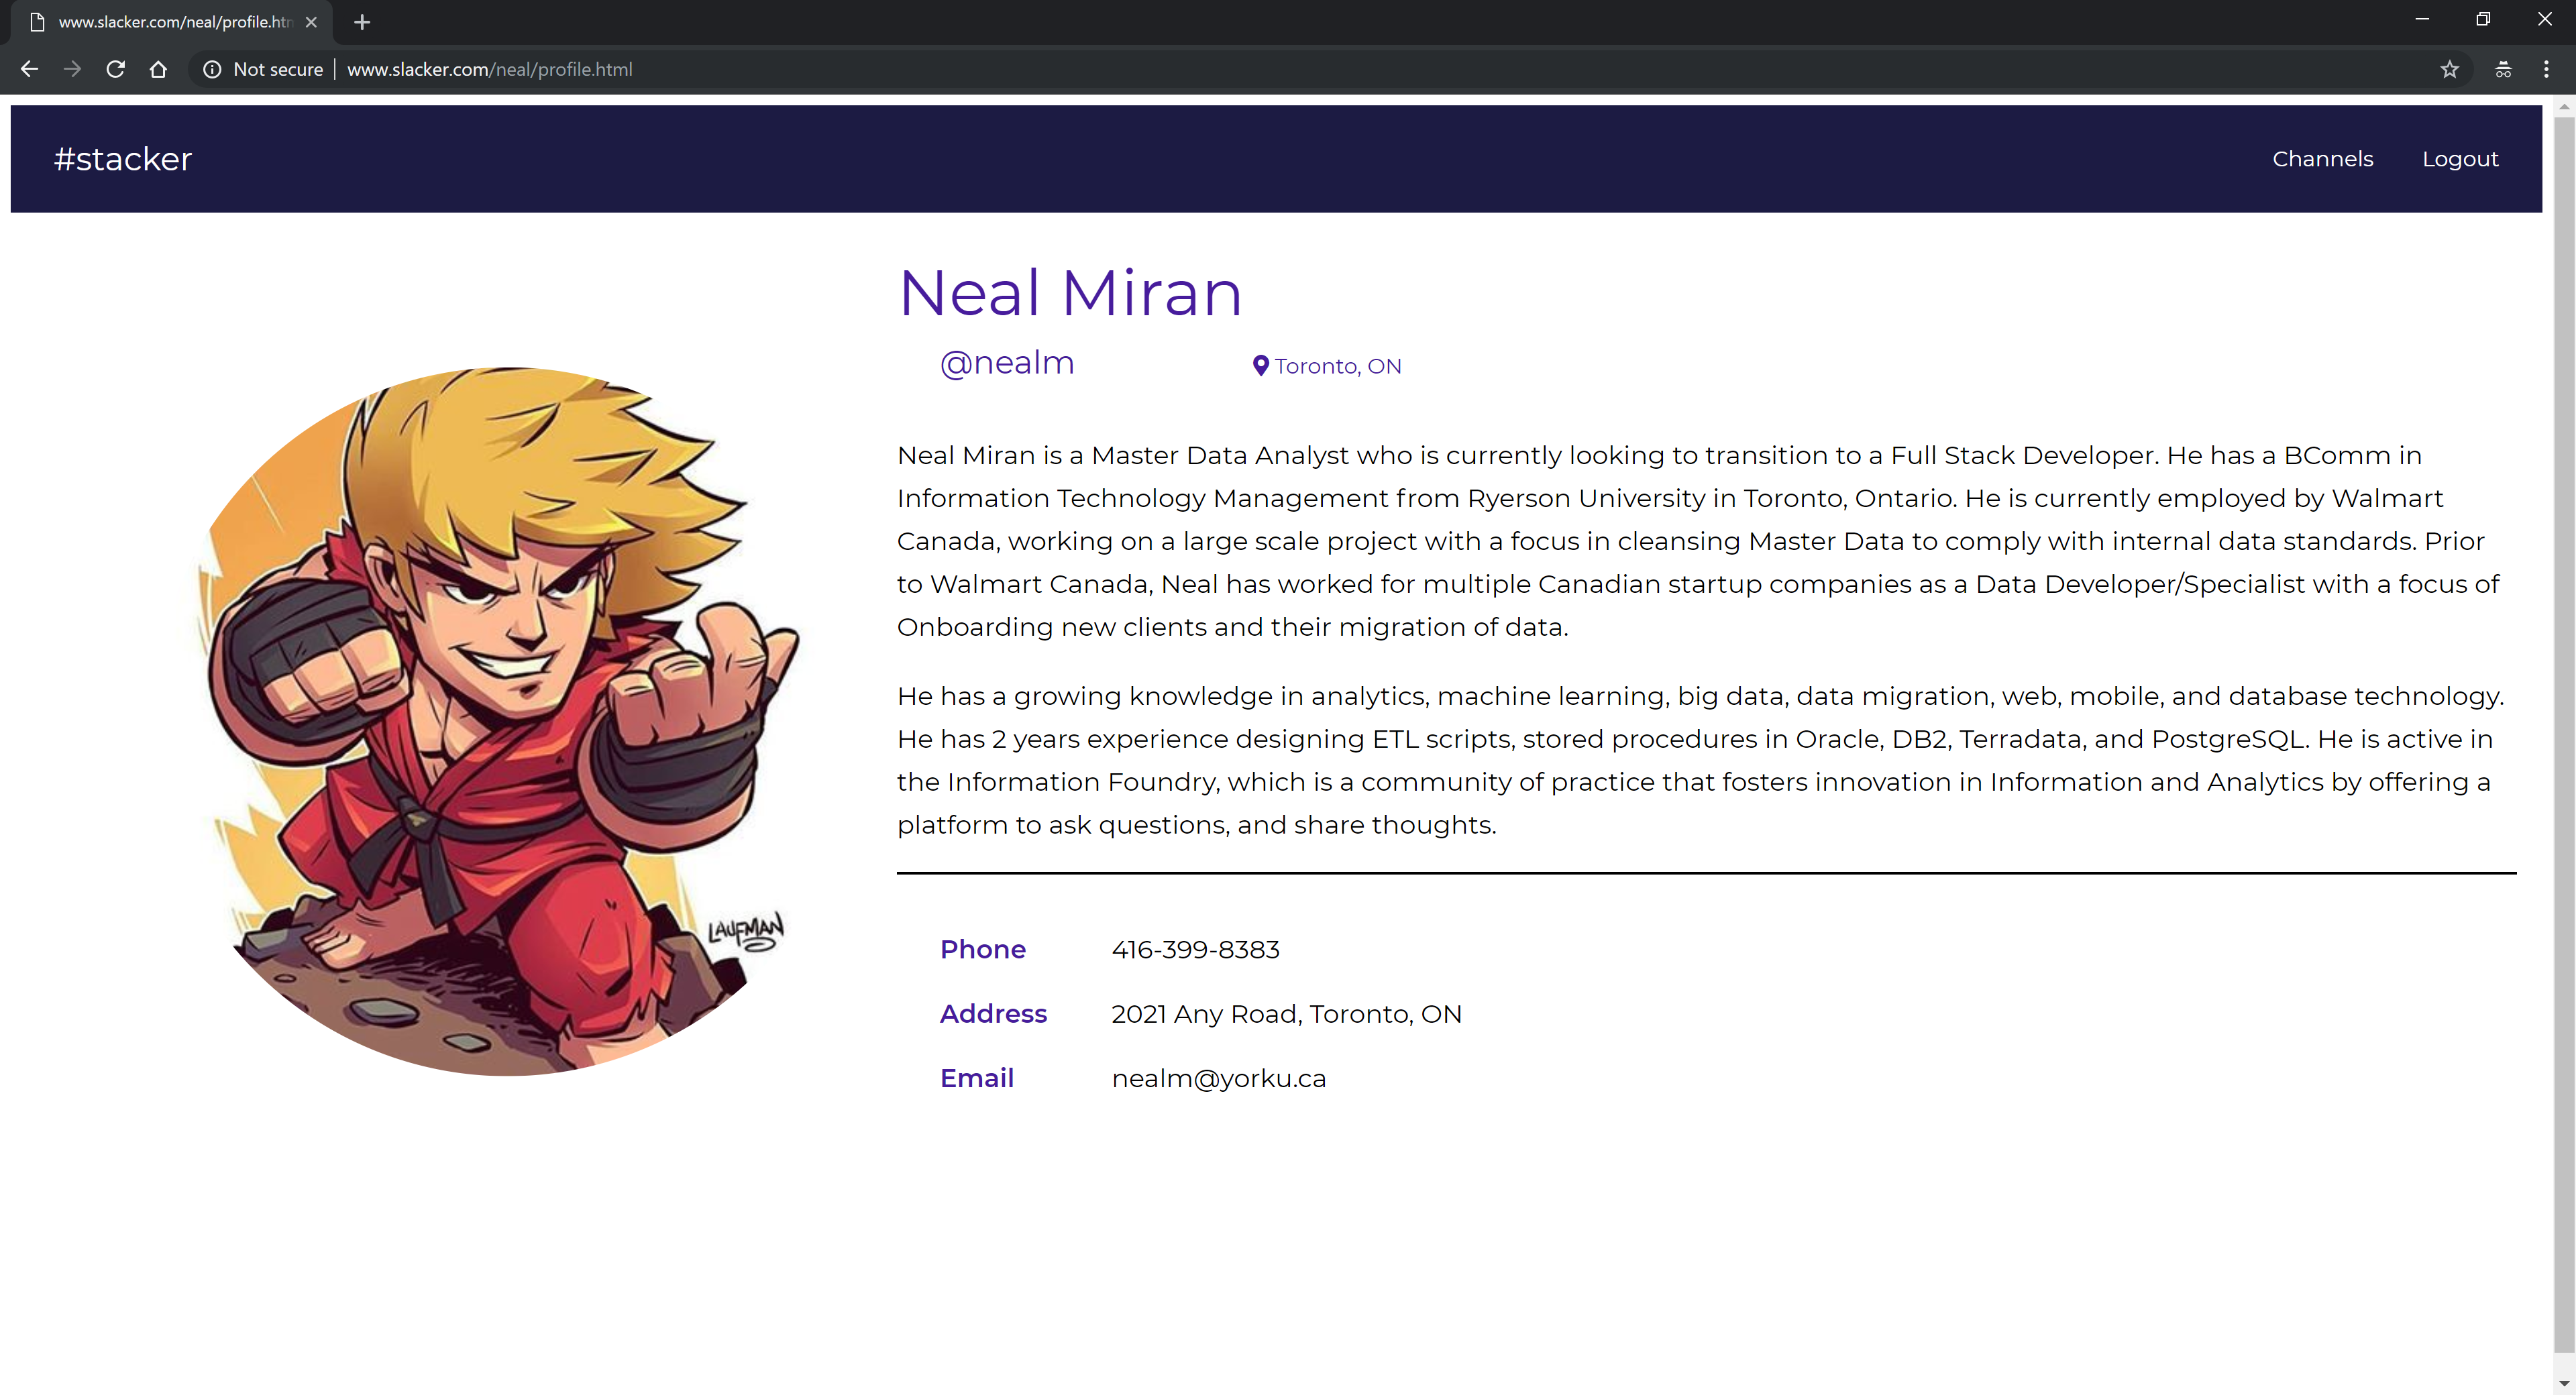 www.slacker.com/neal/profile.htm
Not secure | www.slacker.com/neal/profile.html
#stacker
Channels
Logout
Neal Miran
@nealm
Toronto, ON
Neal Miran is a Master Data Analyst who is currently looking to transition to a Full Stack Developer. He has a BComm in
Information Technology Management from Ryerson University in Toronto, Ontario. He is currently employed by Walmart
Canada, working on a large scale project with a focus in cleansing Master Data to comply with internal data standards. Prior
to Walmart Canada, Neal has worked for multiple Canadian startup companies as a Data Developer/Specialist with a focus of
Onboarding new clients and their migration of data.
He has a growing knowledge in analytics, machine learning, big data, data migration, web, mobile, and database technology.
He has 2 years experience designing ETL scripts, stored procedures in Oracle, DB2, Terradata, and PostgreSQL. He is active in
the Information Foundry, which is a community of practice that fosters innovation in Information and Analytics by offering a
platform to ask questions, and share thoughts.
LAUFMAN
Phone 416-399-8383
Address 2021 Any Road, Toronto, ON
Email nealm@yorku.ca